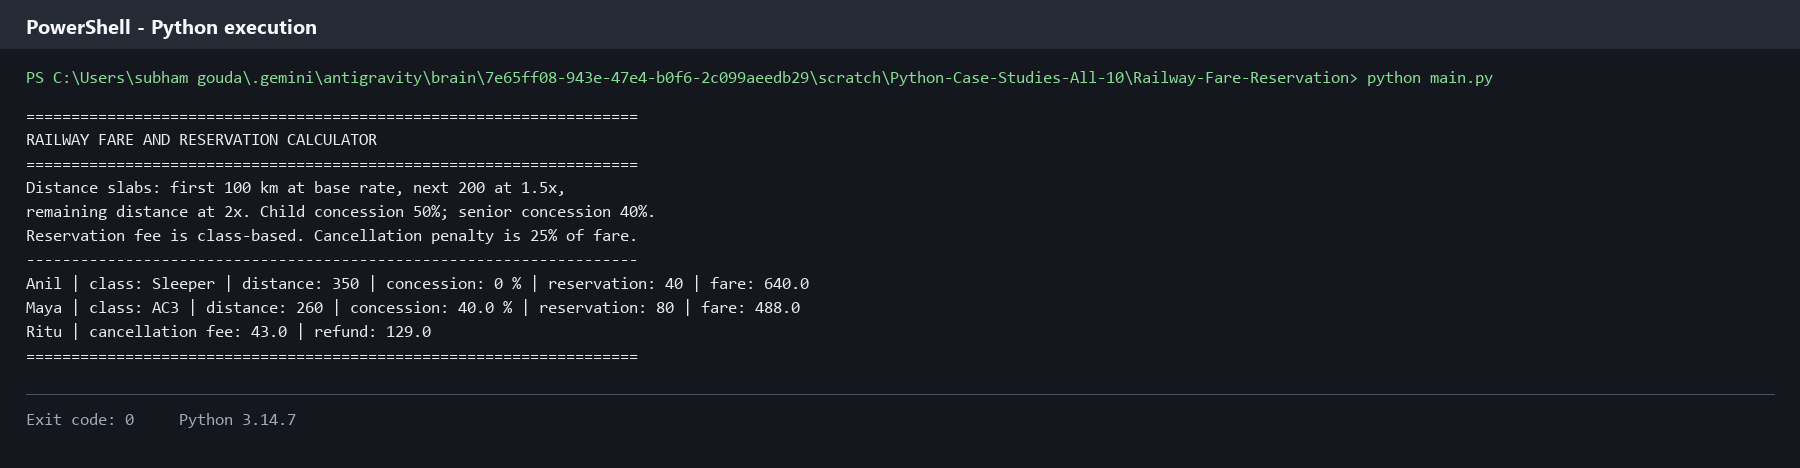 PowerShell - Python execution
PS C:\Users\subham gouda\.gemini\antigravity\brain\7e65ff08-943e-47e4-b0f6-2c099aeedb29\scratch\Python-Case-Studies-All-10\Railway-Fare-Reservation> python main.py
====================================================================
RAILWAY FARE AND RESERVATION CALCULATOR
====================================================================
Distance slabs: first 100 km at base rate, next 200 at 1.5x,
remaining distance at 2x. Child concession 50%; senior concession 40%.
Reservation fee is class-based. Cancellation penalty is 25% of fare.
--------------------------------------------------------------------
Anil | class: Sleeper | distance: 350 | concession: 0 % | reservation: 40 | fare: 640.0
Maya | class: AC3 | distance: 260 | concession: 40.0 % | reservation: 80 | fare: 488.0
Ritu | cancellation fee: 43.0 | refund: 129.0
====================================================================
Exit code: 0     Python 3.14.7